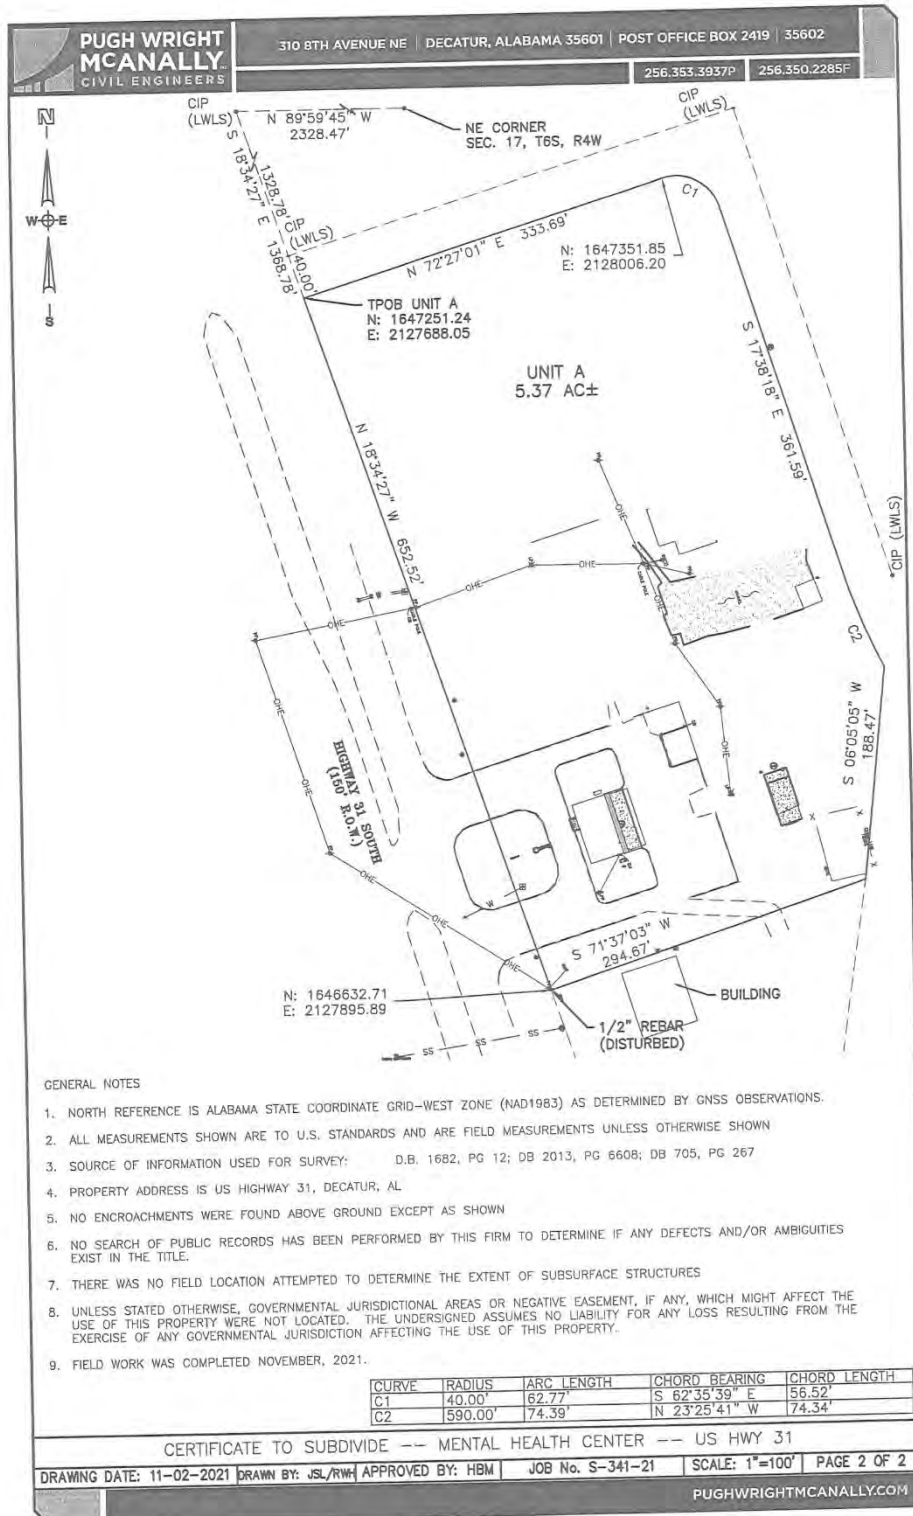 PUGH WRIGHT
MCANALLY
CIVIL ENGINEERS
310 8TH AVENUE NE | DECATUR, ALABAMA 35601 | POST OFFICE BOX 2419 | 35602
256.353.3937P
256.350.2285F
N
W E
S
CIP
(LWLS)
N 89°59'45" W
2328.47'
NE CORNER
SEC. 17, T6S, R4W
CIP
(LWLS)
S 18°34'27" E 1368.78'
1328.78'
CIP
(LWLS)
40.00'
N 72°27'01" E 333.69'
C1
N: 1647351.85
E: 2128006.20
TPOB UNIT A
N: 1647251.24
E: 2127688.05
UNIT A
5.37 AC±
S 17°38'18" E 361.59'
N 18°34'27" W 652.52'
CIP (LWLS)
OHE
OHE
OHE
OHE
OHE
OHE
C2
S 06°05'05" W
188.47'
OHE
OHE
HIGHWAY 31 SOUTH
(150' R.O.W.)
X
X
X
OHE
W
OHE
OHE
S 71°37'03" W
294.67'
N: 1646632.71
E: 2127895.89
BUILDING
1/2" REBAR
(DISTURBED)
SS
SS
SS
GENERAL NOTES
1. NORTH REFERENCE IS ALABAMA STATE COORDINATE GRID-WEST ZONE (NAD1983) AS DETERMINED BY GNSS OBSERVATIONS.
2. ALL MEASUREMENTS SHOWN ARE TO U.S. STANDARDS AND ARE FIELD MEASUREMENTS UNLESS OTHERWISE SHOWN
3. SOURCE OF INFORMATION USED FOR SURVEY: D.B. 1682, PG 12; DB 2013, PG 6608; DB 705, PG 267
4. PROPERTY ADDRESS IS US HIGHWAY 31, DECATUR, AL
5. NO ENCROACHMENTS WERE FOUND ABOVE GROUND EXCEPT AS SHOWN
6. NO SEARCH OF PUBLIC RECORDS HAS BEEN PERFORMED BY THIS FIRM TO DETERMINE IF ANY DEFECTS AND/OR AMBIGUITIES
EXIST IN THE TITLE.
7. THERE WAS NO FIELD LOCATION ATTEMPTED TO DETERMINE THE EXTENT OF SUBSURFACE STRUCTURES
8. UNLESS STATED OTHERWISE, GOVERNMENTAL JURISDICTIONAL AREAS OR NEGATIVE EASEMENT, IF ANY, WHICH MIGHT AFFECT THE
USE OF THIS PROPERTY WERE NOT LOCATED. THE UNDERSIGNED ASSUMES NO LIABILITY FOR ANY LOSS RESULTING FROM THE
EXERCISE OF ANY GOVERNMENTAL JURISDICTION AFFECTING THE USE OF THIS PROPERTY.
9. FIELD WORK WAS COMPLETED NOVEMBER, 2021.
CURVE RADIUS ARC LENGTH CHORD BEARING CHORD LENGTH
C1 40.00' 62.77' S 62°35'39" E 56.52'
C2 590.00' 74.39' N 23°25'41" W 74.34'
CERTIFICATE TO SUBDIVIDE -- MENTAL HEALTH CENTER -- US HWY 31
DRAWING DATE: 11-02-2021 DRAWN BY: JSL/RWH APPROVED BY: HBM JOB No. S-341-21 SCALE: 1"=100' PAGE 2 OF 2
PUGHWRIGHTMCANALLY.COM